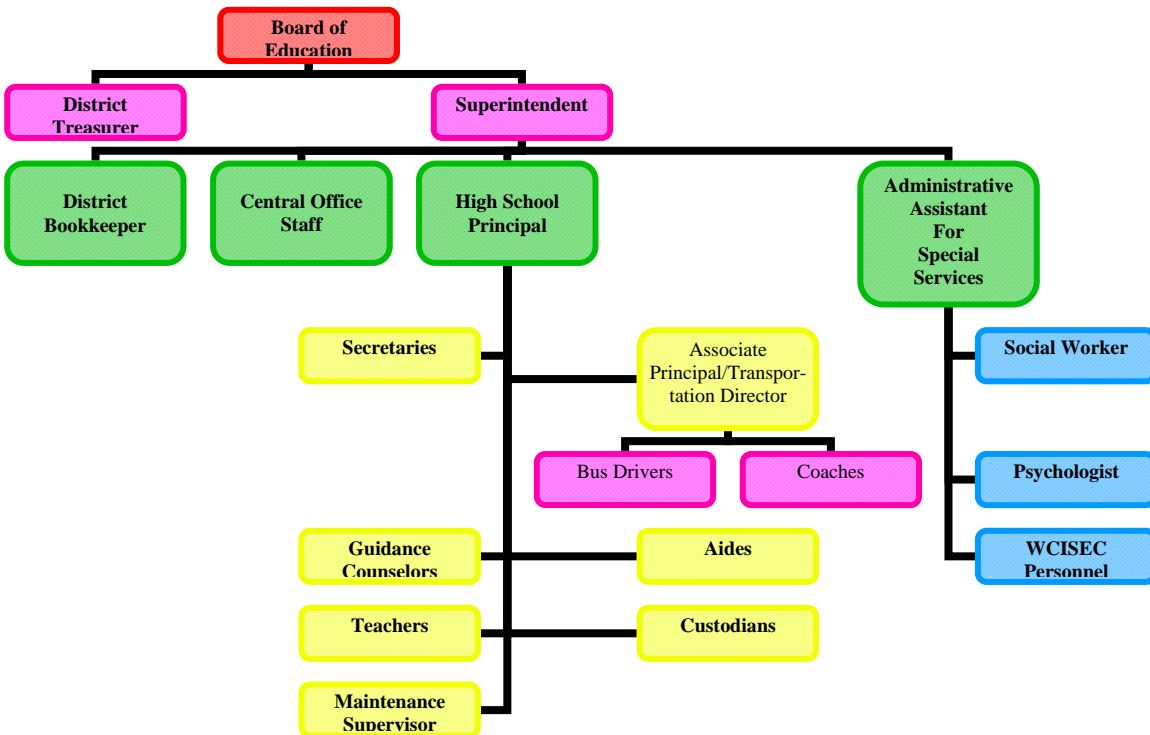 Board of
Education
District
Treasurer
Superintendent
District
Bookkeeper
Central Office
Staff
High School
Principal
Administrative
Assistant
For
Special
Services
Secretaries
Associate
Principal/Transpor-
tation Director
Social Worker
Bus Drivers
Coaches
Psychologist
Guidance
Counselors
Aides
WCISEC
Personnel
Teachers
Custodians
Maintenance
Supervisor